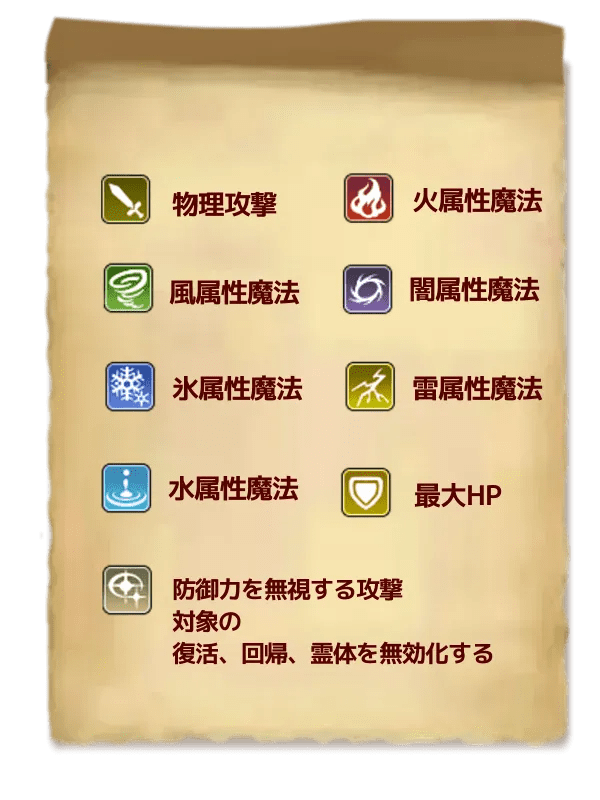 物理攻撃
火属性魔法
風属性魔法
闇属性魔法
氷属性魔法
雷属性魔法
水属性魔法
最大HP
防御力を無視する攻撃
対象の
復活、回帰、霊体を無効化する